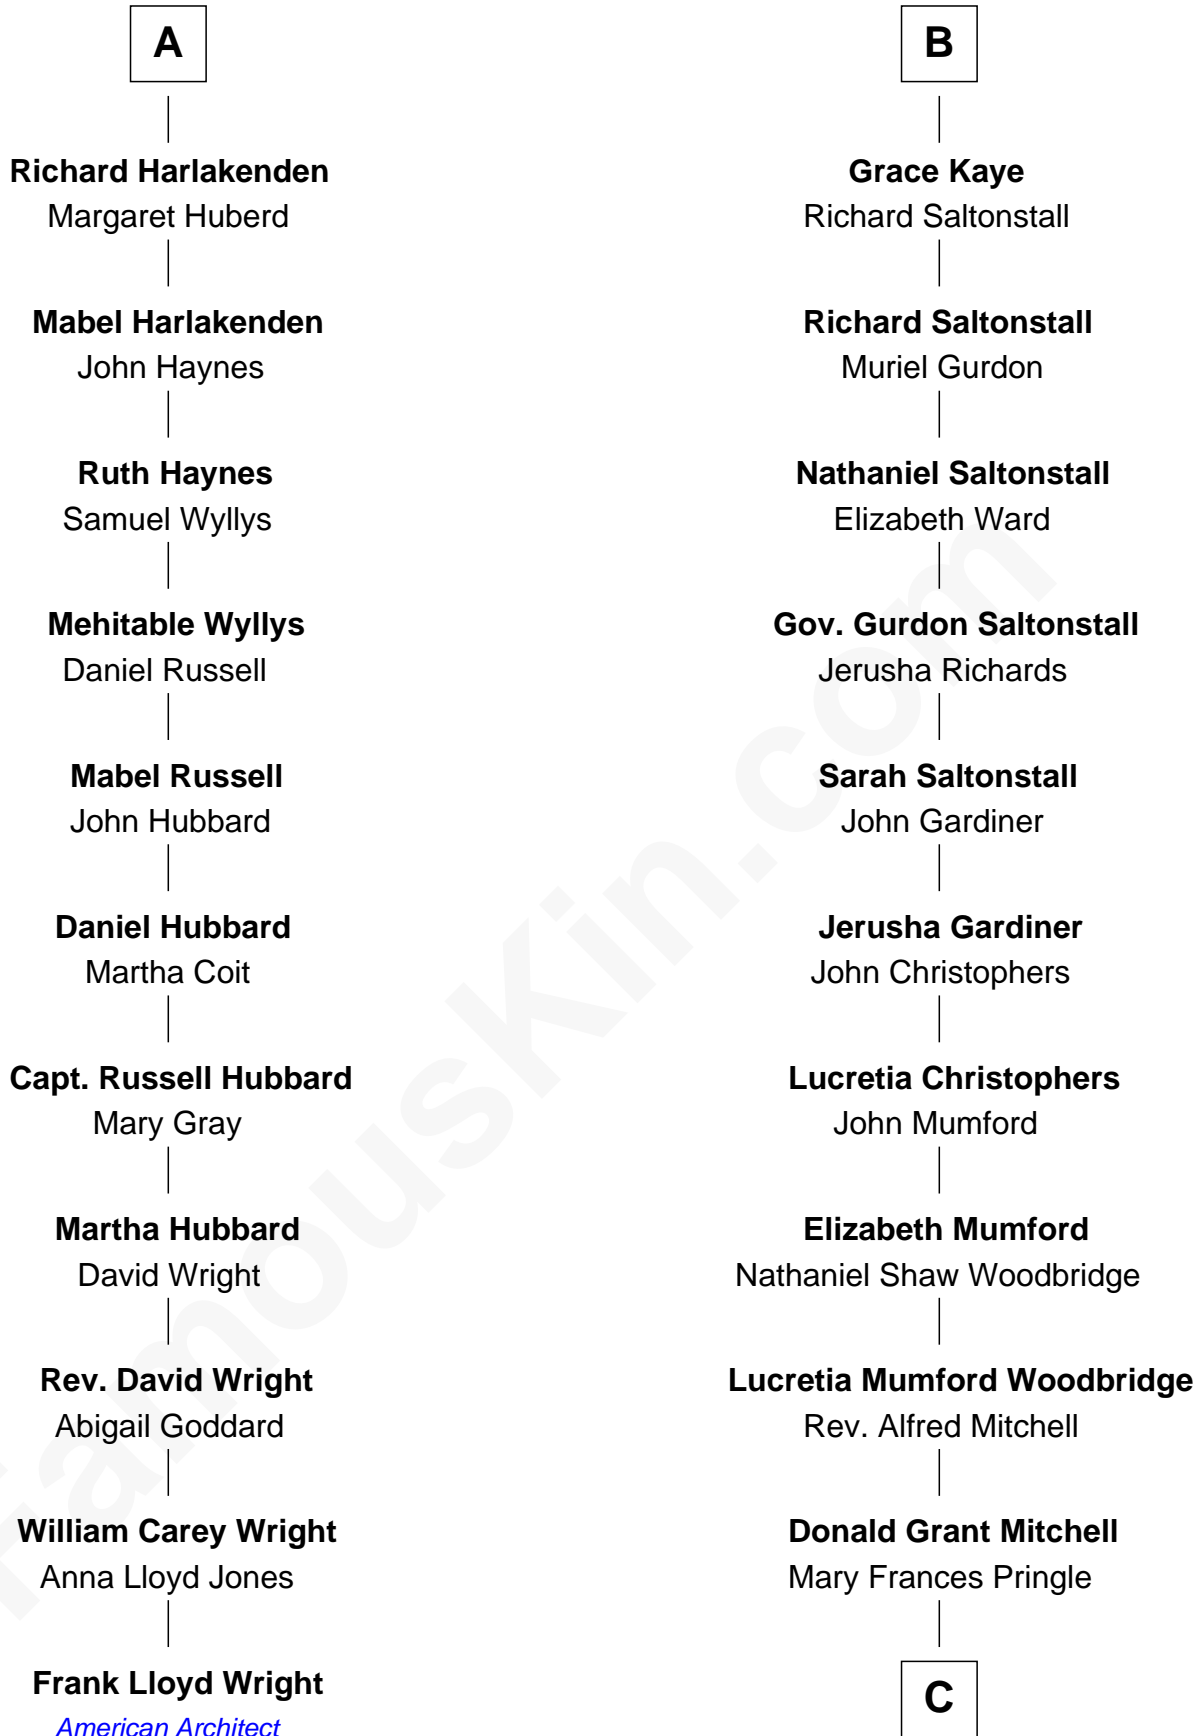 A
Richard Harlakenden
Margaret Huberd
Mabel Harlakenden
John Haynes
Ruth Haynes
Samuel Wyllys
Mehitable Wyllys
Daniel Russell
Mabel Russell
John Hubbard
Daniel Hubbard
Martha Coit
Capt. Russell Hubbard
Mary Gray
Martha Hubbard
David Wright
Rev. David Wright
Abigail Goddard
William Carey Wright
Anna Lloyd Jones
Frank Lloyd Wright
American Architect
B
Grace Kaye
Richard Saltonstall
Richard Saltonstall
Muriel Gurdon
Nathaniel Saltonstall
Elizabeth Ward
Gov. Gurdon Saltonstall
Jerusha Richards
Sarah Saltonstall
John Gardiner
Jerusha Gardiner
John Christophers
Lucretia Christophers
John Mumford
Elizabeth Mumford
Nathaniel Shaw Woodbridge
Lucretia Mumford Woodbridge
Rev. Alfred Mitchell
Donald Grant Mitchell
Mary Frances Pringle
C
FamousKin.com